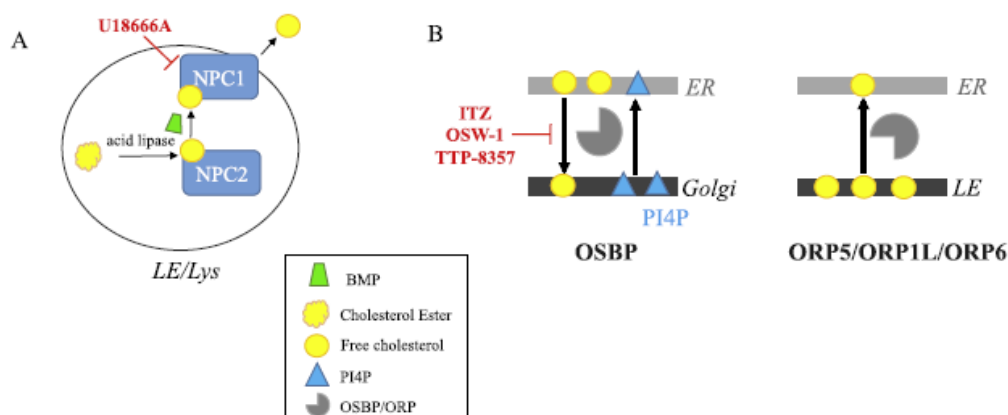 A
U18666A
NPC1
acid lipase
NPC2
LE/Lys
BMP
Cholesterol Ester
Free cholesterol
PI4P
OSBP/ORP
B
ER
ITZ
OSW-1
TTP-8357
Golgi
PI4P
OSBP
ER
LE
ORP5/ORP1L/ORP6